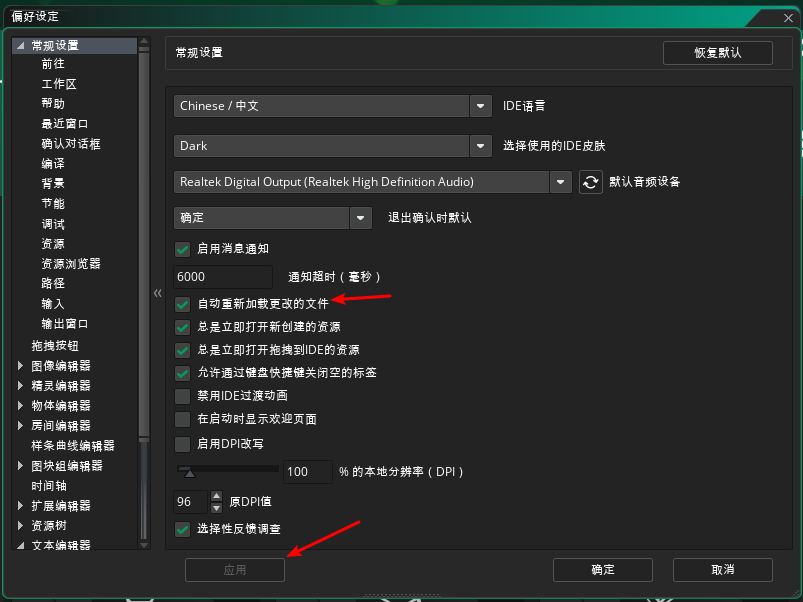 偏好设定
常规设置
前往
工作区
帮助
最近窗口
确认对话框
编译
背景
节能
调试
资源
资源浏览器
路径
输入
输出窗口
拖拽按钮
图像编辑器
精灵编辑器
物体编辑器
房间编辑器
样条曲线编辑器
图块组编辑器
时间轴
扩展编辑器
资源树
文本编辑器
常规设置
恢复默认
Chinese / 中文 IDE语言
Dark 选择使用的IDE皮肤
Realtek Digital Output (Realtek High Definition Audio) 默认音频设备
确定 退出确认时默认
启用消息通知
6000 通知超时（毫秒）
自动重新加载更改的文件
总是立即打开新创建的资源
总是立即打开拖拽到IDE的资源
允许通过键盘快捷键关闭空的标签
禁用IDE过渡动画
在启动时显示欢迎页面
启用DPI改写
100 % 的本地分辨率（DPI）
96 原DPI值
选择性反馈调查
应用 确定 取消